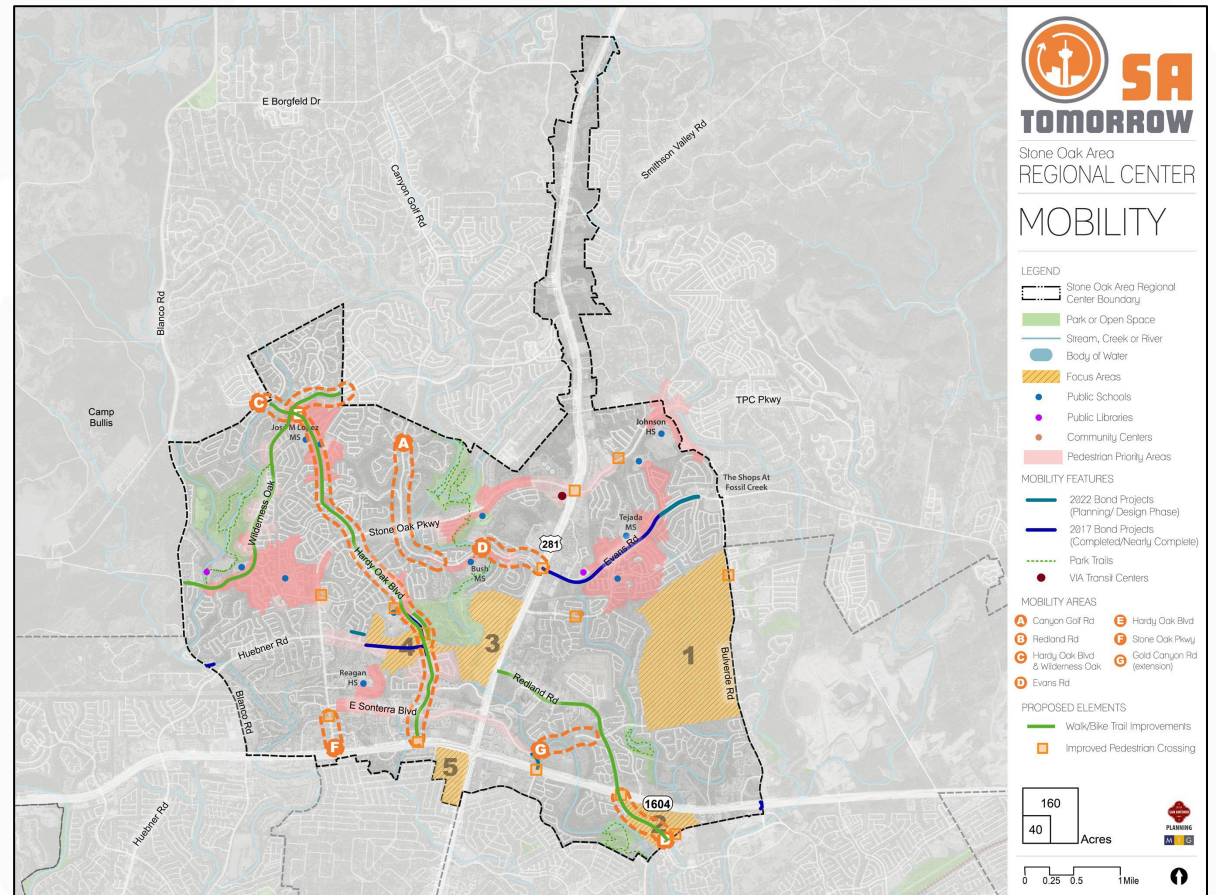 E Borgfeld Dr
Canyon Golf Rd
Smithson Valley Rd
Blanco Rd
Camp
Bullis
TPC Pkwy
C
E
Jose M Lopez
MS
A
Johnson
HS
The Shops At
Fossil Creek
Wilderness Oak
Stone Oak Pkwy
Tejada
MS
D
281
Evans Rd
Bush
MS
Hardy Oak Blvd
Huebner Rd
4
3
1
Bulverde Rd
Reagan
HS
Redland Rd
Blanco Rd
E Sonterra Blvd
F
G
5
1604
2
B
Huebner Rd
SA
TOMORROW
Stone Oak Area
REGIONAL CENTER
MOBILITY
LEGEND
Stone Oak Area Regional
Center Boundary
Park or Open Space
Stream, Creek or River
Body of Water
Focus Areas
Public Schools
Public Libraries
Community Centers
Pedestrian Priority Areas
MOBILITY FEATURES
2022 Bond Projects
(Planning/ Design Phase)
2017 Bond Projects
(Completed/Nearly Complete)
Park Trails
VIA Transit Centers
MOBILITY AREAS
A Canyon Golf Rd
B Redland Rd
C Hardy Oak Blvd
& Wilderness Oak
D Evans Rd
E Hardy Oak Blvd
F Stone Oak Pkwy
G Gold Canyon Rd
(extension)
PROPOSED ELEMENTS
Walk/Bike Trail Improvements
Improved Pedestrian Crossing
160
40
Acres
PLANNING
M I G
0 0.25 0.5 1 Mile